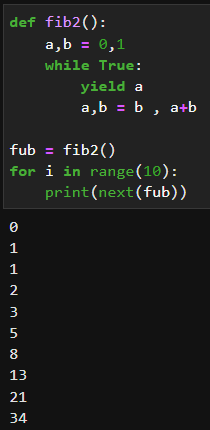 def fib2():
    a,b = 0,1
    while True:
        yield a
        a,b = b , a+b

fub = fib2()
for i in range(10):
    print(next(fub))
0
1
1
2
3
5
8
13
21
34